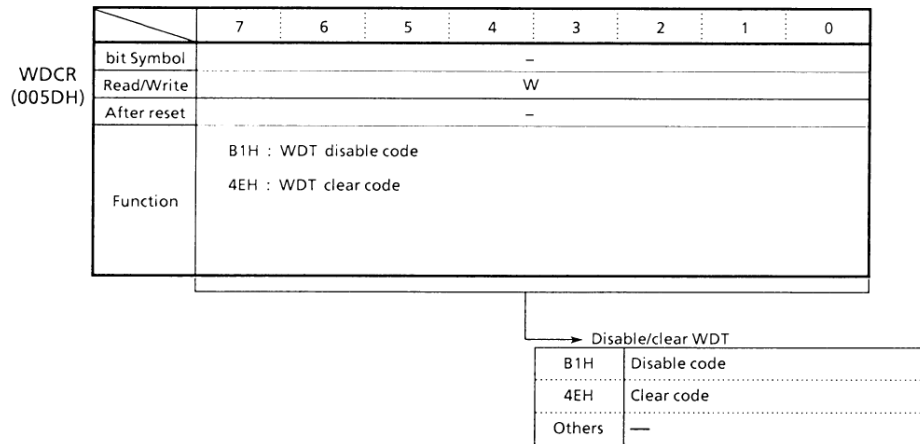 7 6 5 4 3 2 1 0
WDCR
(005DH)
bit Symbol –
Read/Write W
After reset –
Function
B1H : WDT disable code
4EH : WDT clear code
Disable/clear WDT
B1H Disable code
4EH Clear code
Others —